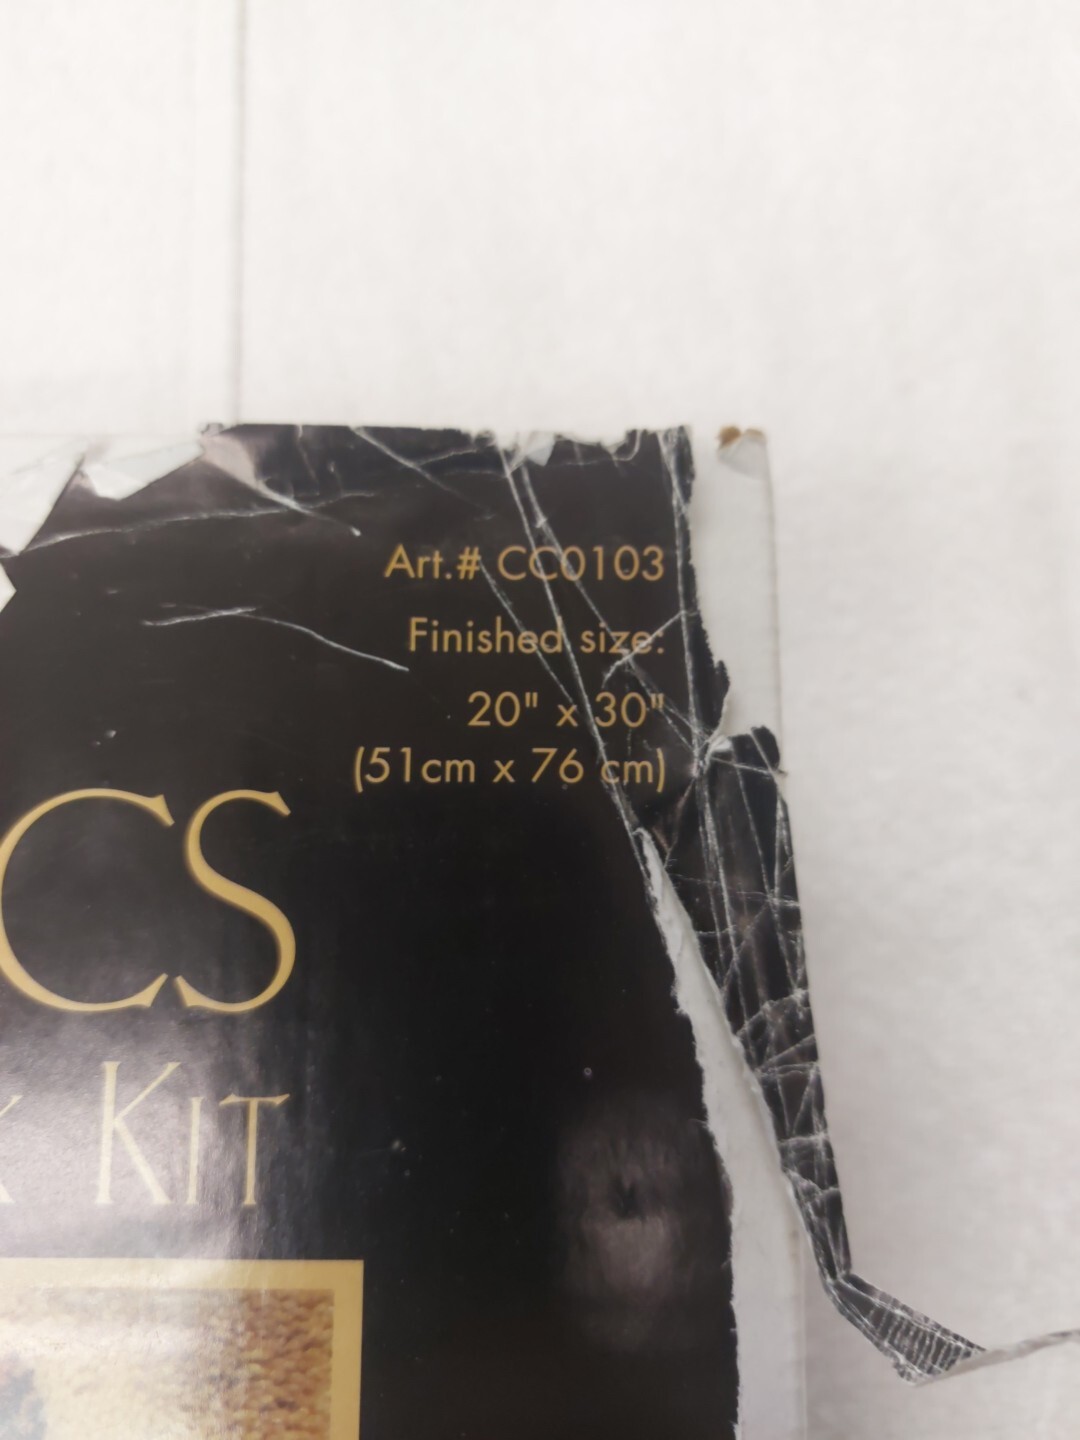 Art.# CC0103
Finished size:
20" x 30"
(51cm x 76 cm)
CS
KIT